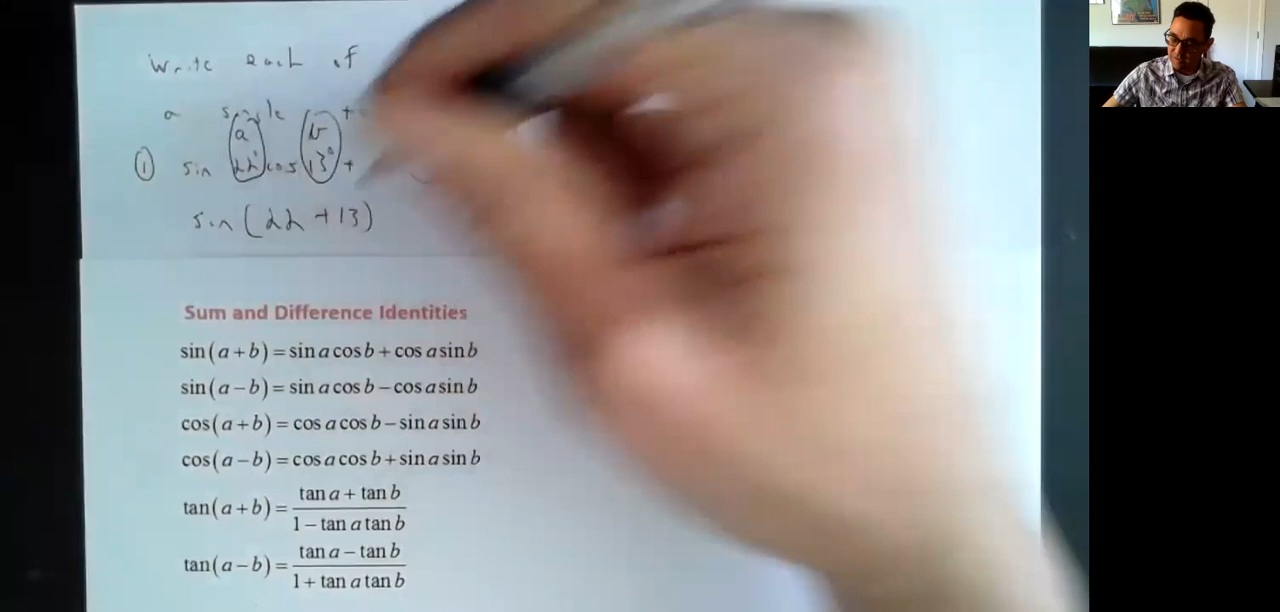 Write each of
a single
a b +
① sin 22° cos 13° +
sin(22+13)
Sum and Difference Identities
sin(a+b)=sin a cos b+cos a sin b
sin(a−b)=sin a cos b−cos a sin b
cos(a+b)=cos a cos b−sin a sin b
cos(a−b)=cos a cos b+sin a sin b
tan(a+b)= tan a+tan b
1−tan a tan b
tan(a−b)= tan a−tan b
1+tan a tan b